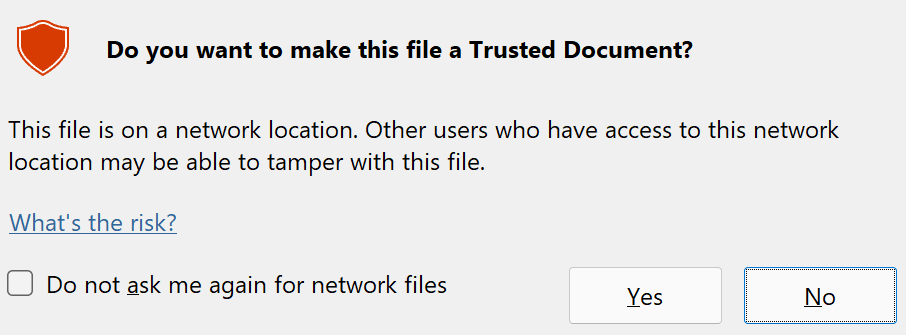 Do you want to make this file a Trusted Document?
This file is on a network location. Other users who have access to this network
location may be able to tamper with this file.
What's the risk?
Do not ask me again for network files
Yes
No